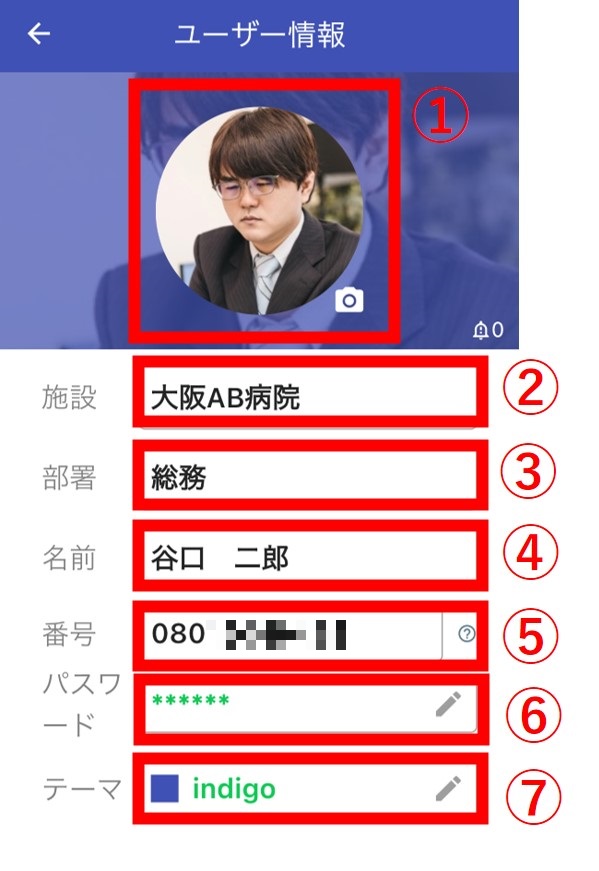 ユーザー情報
①
0
施設
大阪AB病院
②
部署
総務
③
名前
谷口　二郎
④
番号
080
?
⑤
パスワ
ード
******
⑥
テーマ
indigo
⑦